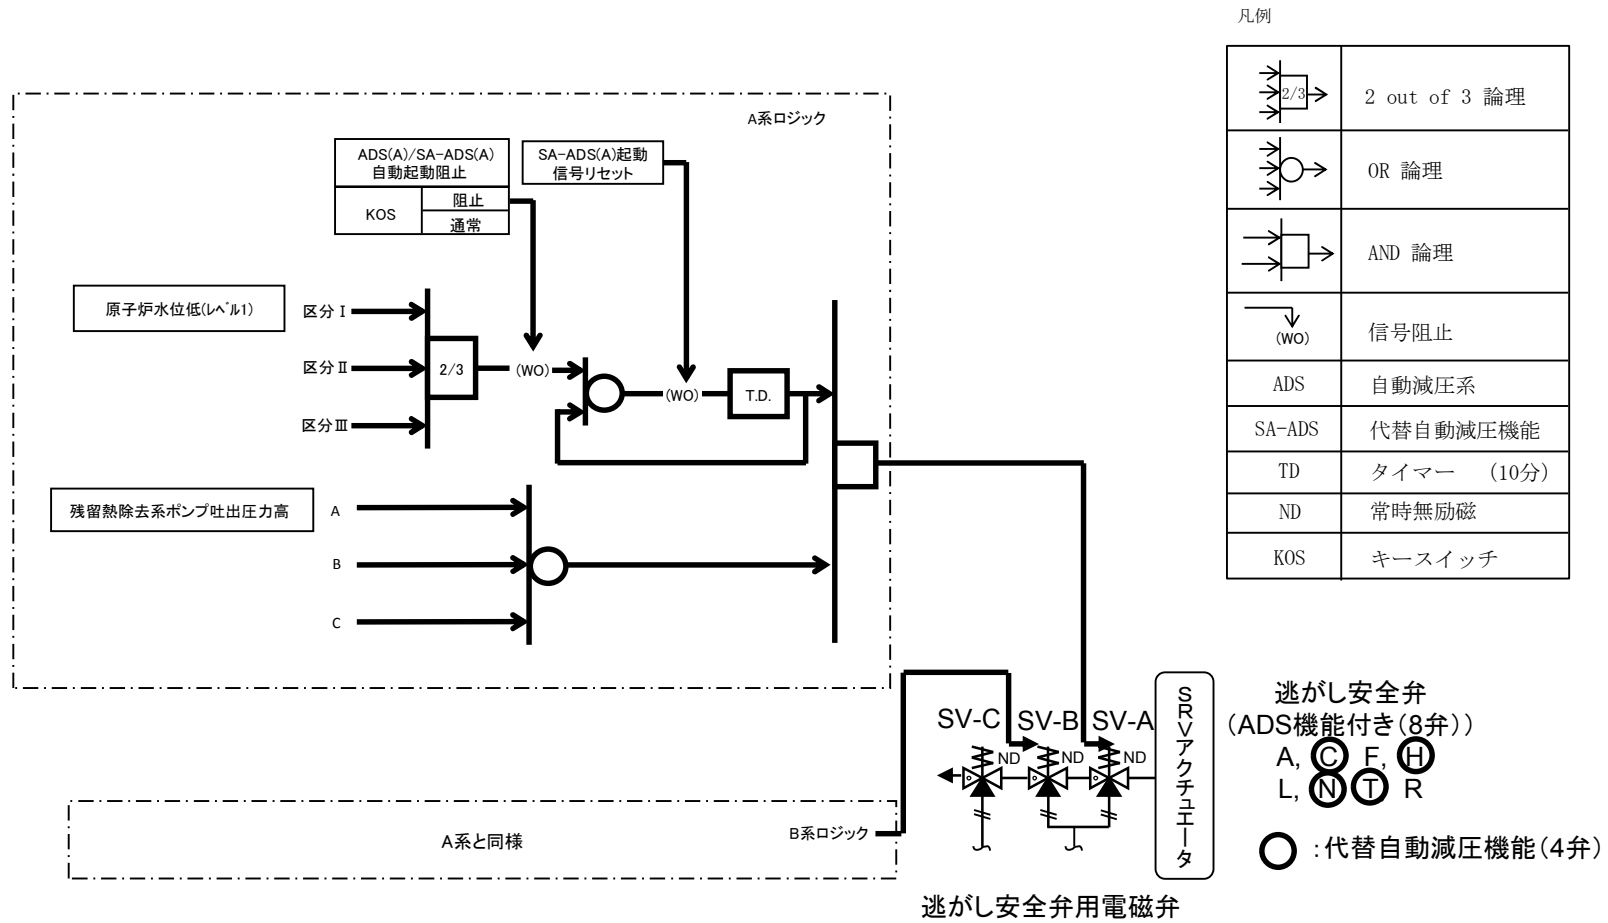 凡例
2/3
2 out of 3 論理
OR 論理
AND 論理
(WO)
信号阻止
ADS
自動減圧系
SA-ADS
代替自動減圧機能
TD
タイマー (10分)
ND
常時無励磁
KOS
キースイッチ
A系ロジック
ADS(A)/SA-ADS(A)
自動起動阻止
KOS
阻止
通常
SA-ADS(A)起動
信号リセット
原子炉水位低(ﾚﾍﾞﾙ1)
区分Ⅰ
区分Ⅱ
区分Ⅲ
2/3
(WO)
(WO)
T.D.
残留熱除去系ポンプ吐出圧力高
A
B
C
A系と同様
B系ロジック
SV-C
SV-B
SV-A
ND
ND
ND
SRVアクチュエータ
逃がし安全弁用電磁弁
逃がし安全弁
(ADS機能付き(8弁))
A, C F, H
L, N T, R
:代替自動減圧機能(4弁)